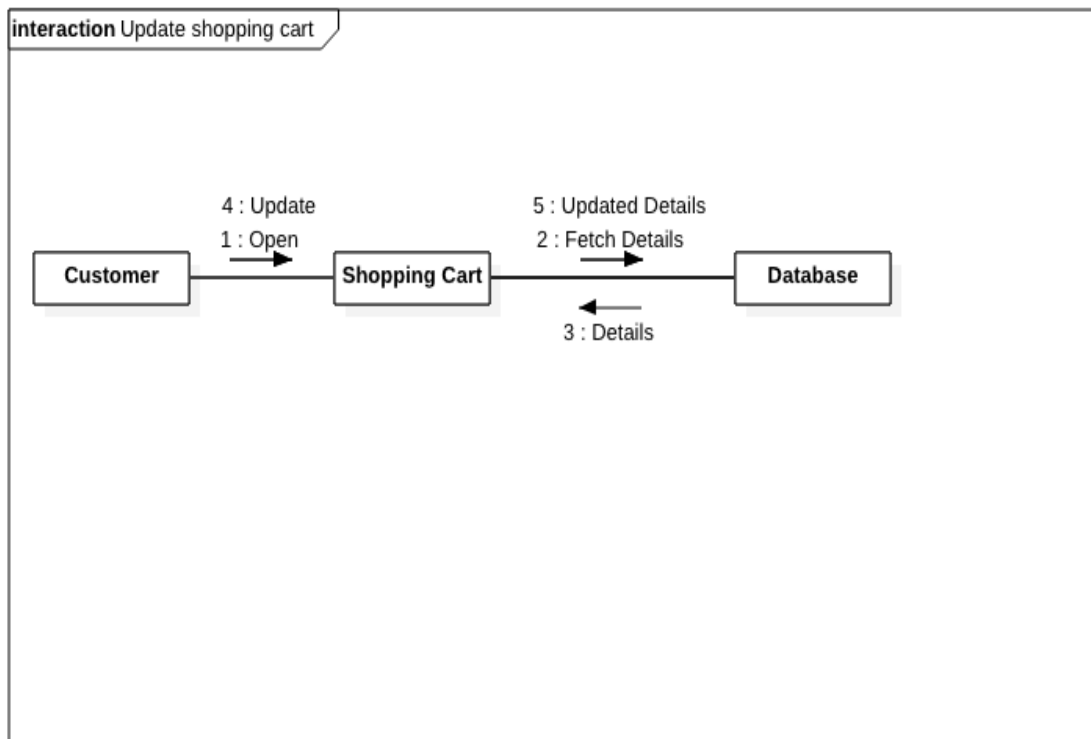 interaction Update shopping cart
4 : Update
5 : Updated Details
1 : Open
2 : Fetch Details
Customer
Shopping Cart
Database
3 : Details